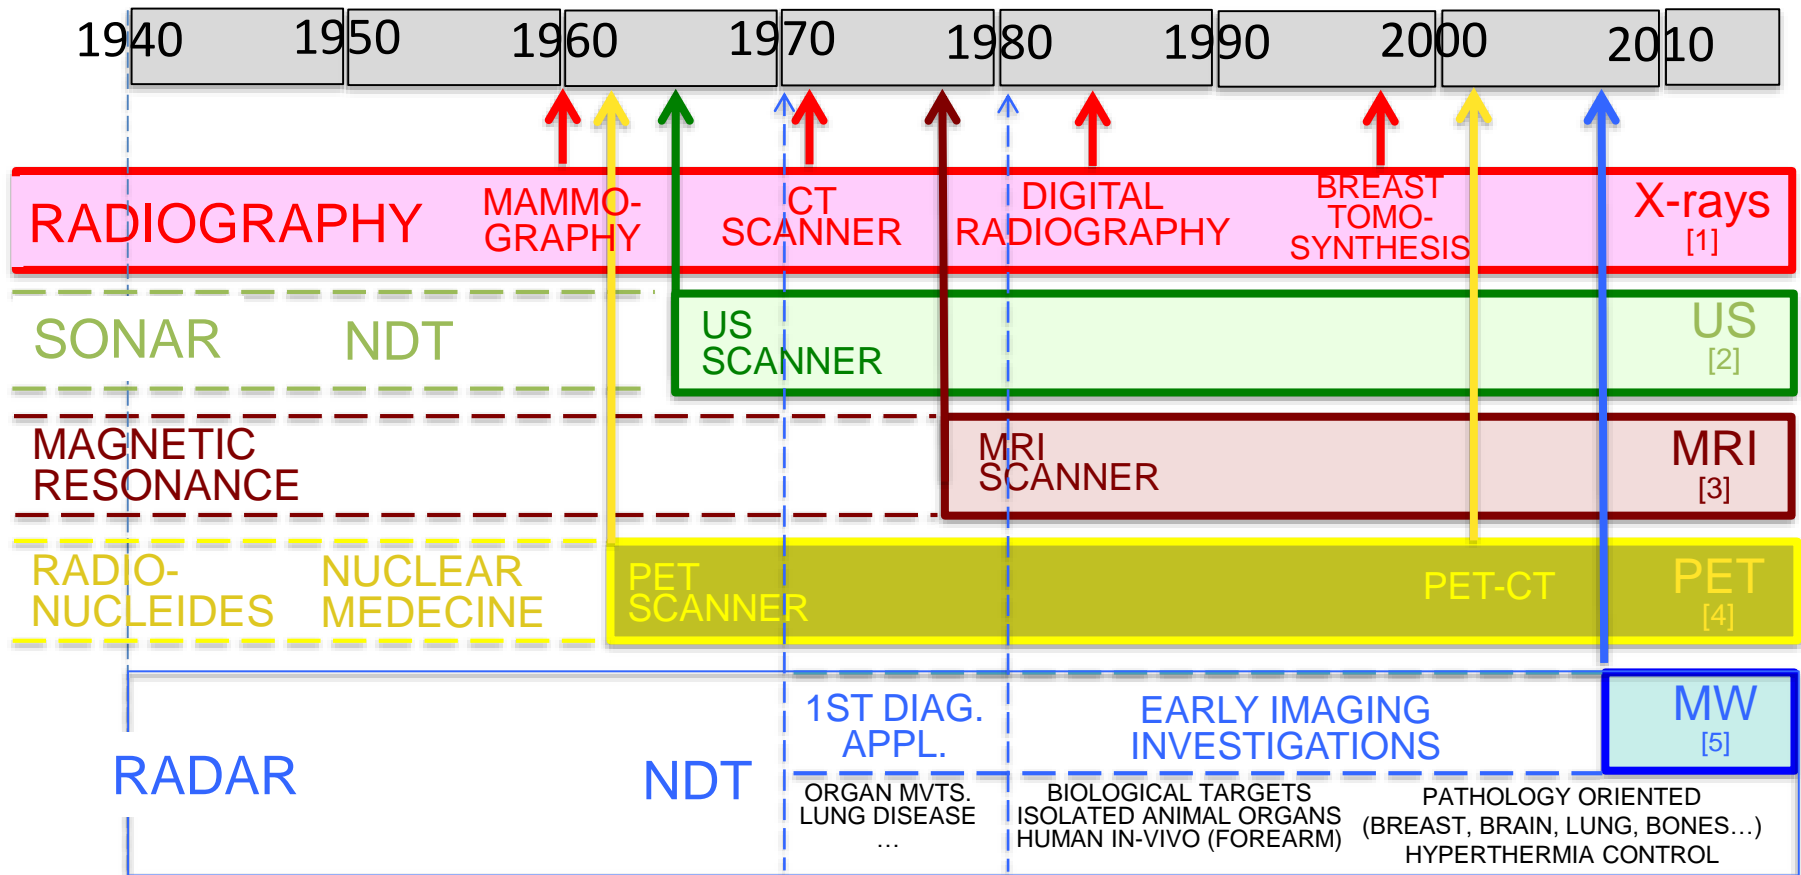 1940 1950 1960 1970 1980 1990 2000 2010
RADIOGRAPHY
MAMMO-
GRAPHY
CT
SCANNER
DIGITAL
RADIOGRAPHY
BREAST
TOMO-
SYNTHESIS
X-rays
[1]
SONAR
NDT
US
SCANNER
US
[2]
MAGNETIC
RESONANCE
MRI
SCANNER
MRI
[3]
RADIO-
NUCLEIDES
NUCLEAR
MEDECINE
PET
SCANNER
PET-CT
PET
[4]
RADAR
NDT
1ST DIAG.
APPL.
EARLY IMAGING
INVESTIGATIONS
MW
[5]
ORGAN MVTS.
LUNG DISEASE
…
BIOLOGICAL TARGETS
ISOLATED ANIMAL ORGANS
HUMAN IN-VIVO (FOREARM)
PATHOLOGY ORIENTED
(BREAST, BRAIN, LUNG, BONES…)
HYPERTHERMIA CONTROL